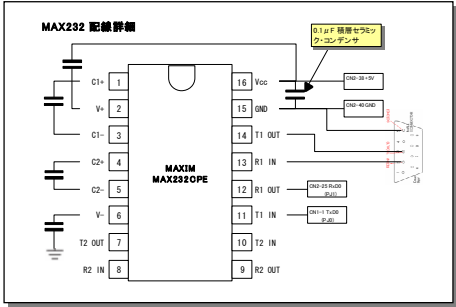 MAX232 配線詳細
0.1μF 積層セラミッ
ク・コンデンサ
C1+ 1
V+ 2
C1- 3
C2+ 4
C2- 5
V- 6
T2 OUT 7
R2 IN 8
MAXIM
MAX232CPE
16 Vcc
15 GND
14 T1 OUT
13 R1 IN
12 R1 OUT
11 T1 IN
10 T2 IN
9 R2 OUT
CN2-38 +5V
CN2-40 GND
CN2-25 RxD0
(PJ1)
CN1-1 TxD0
(PJ0)